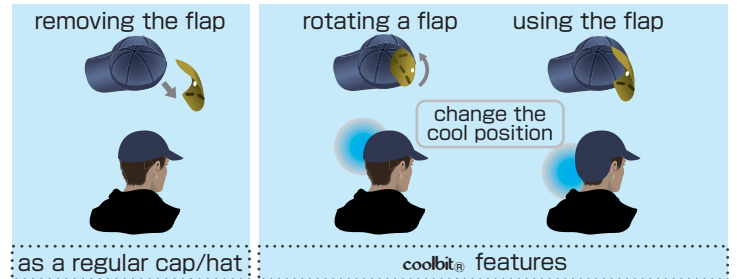 removing the flap
rotating a flap
using the flap
change the
cool position
as a regular cap/hat
coolbit® features